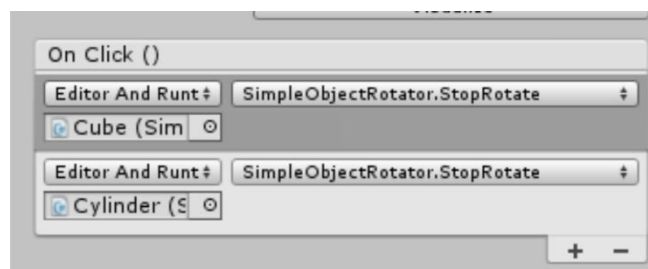 On Click ()
Editor And Runt SimpleObjectRotator.StopRotate
Cube (Sim
Editor And Runt SimpleObjectRotator.StopRotate
Cylinder (S
+ −